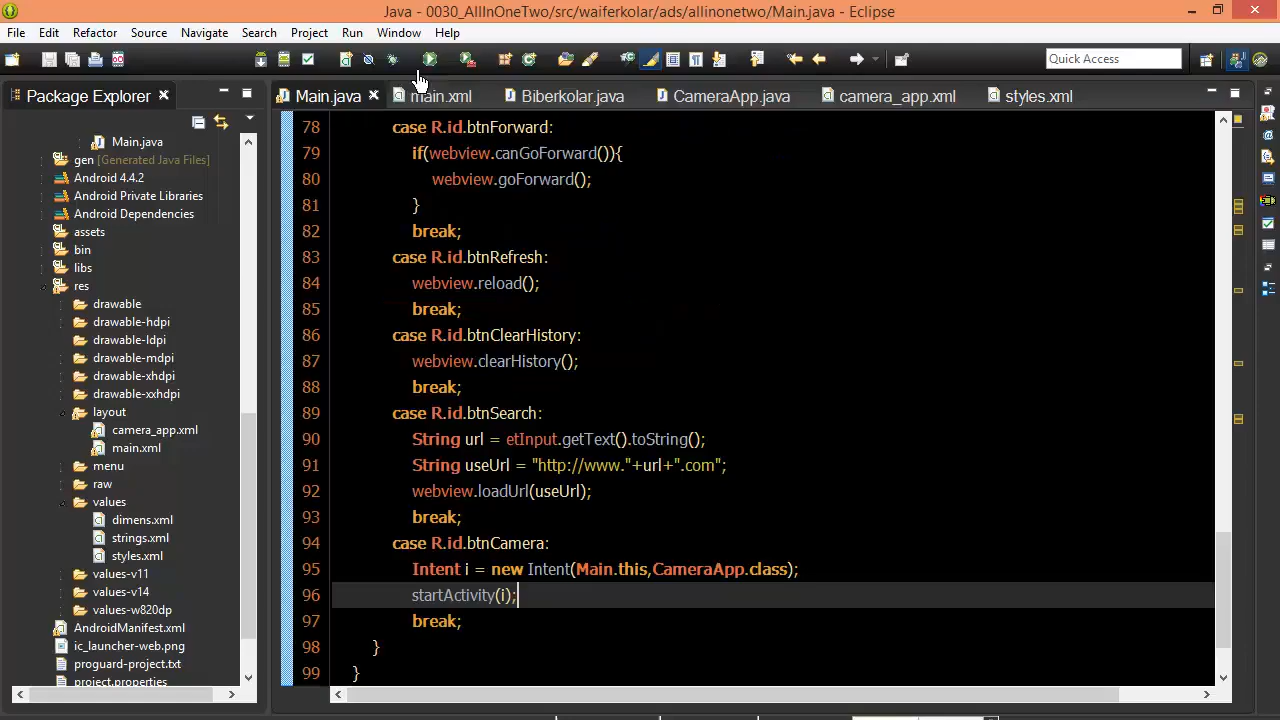 Java - 0030_AllInOneTwo/src/waiferkolar/ads/allinonetwo/Main.java - Eclipse
File Edit Refactor Source Navigate Search Project Run Window Help
Quick Access
Package Explorer
Main.java main.xml Biberkolar.java CameraApp.java camera_app.xml styles.xml
Main.java
gen [Generated Java Files]
Android 4.4.2
Android Private Libraries
Android Dependencies
assets
bin
libs
res
drawable
drawable-hdpi
drawable-ldpi
drawable-mdpi
drawable-xhdpi
drawable-xxhdpi
layout
camera_app.xml
main.xml
menu
raw
values
dimens.xml
strings.xml
styles.xml
values-v11
values-v14
values-w820dp
AndroidManifest.xml
ic_launcher-web.png
proguard-project.txt
project.properties
78 case R.id.btnForward:
79 if(webview.canGoForward()){
80 webview.goForward();
81 }
82 break;
83 case R.id.btnRefresh:
84 webview.reload();
85 break;
86 case R.id.btnClearHistory:
87 webview.clearHistory();
88 break;
89 case R.id.btnSearch:
90 String url = etInput.getText().toString();
91 String useUrl = "http://www."+url+".com";
92 webview.loadUrl(useUrl);
93 break;
94 case R.id.btnCamera:
95 Intent i = new Intent(Main.this,CameraApp.class);
96 startActivity(i);
97 break;
98 }
99 }